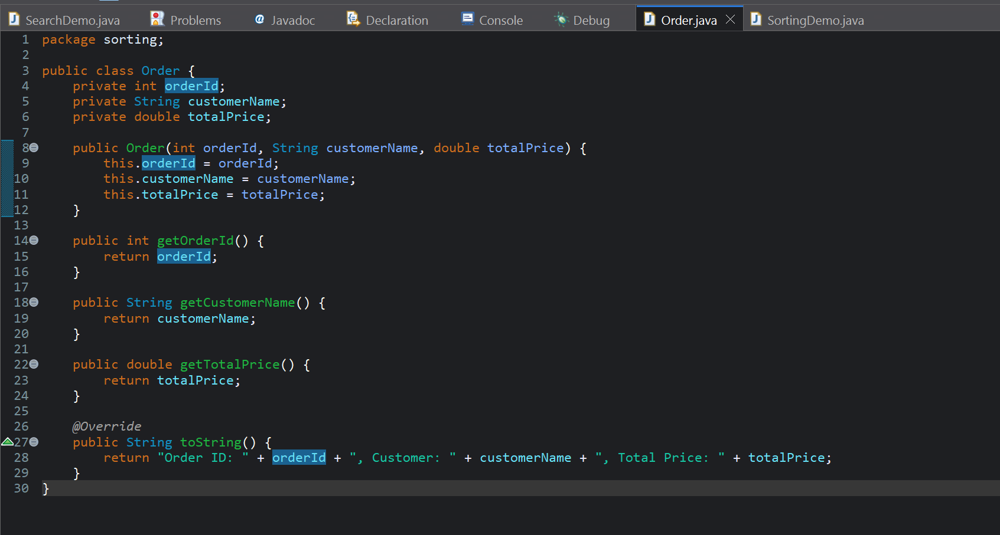 SearchDemo.java Problems @ Javadoc Declaration Console Debug Order.java SortingDemo.java
1 package sorting;
2
3 public class Order {
4     private int orderId;
5     private String customerName;
6     private double totalPrice;
7
8     public Order(int orderId, String customerName, double totalPrice) {
9         this.orderId = orderId;
10         this.customerName = customerName;
11         this.totalPrice = totalPrice;
12     }
13
14     public int getOrderId() {
15         return orderId;
16     }
17
18     public String getCustomerName() {
19         return customerName;
20     }
21
22     public double getTotalPrice() {
23         return totalPrice;
24     }
25
26     @Override
27     public String toString() {
28         return "Order ID: " + orderId + ", Customer: " + customerName + ", Total Price: " + totalPrice;
29     }
30 }